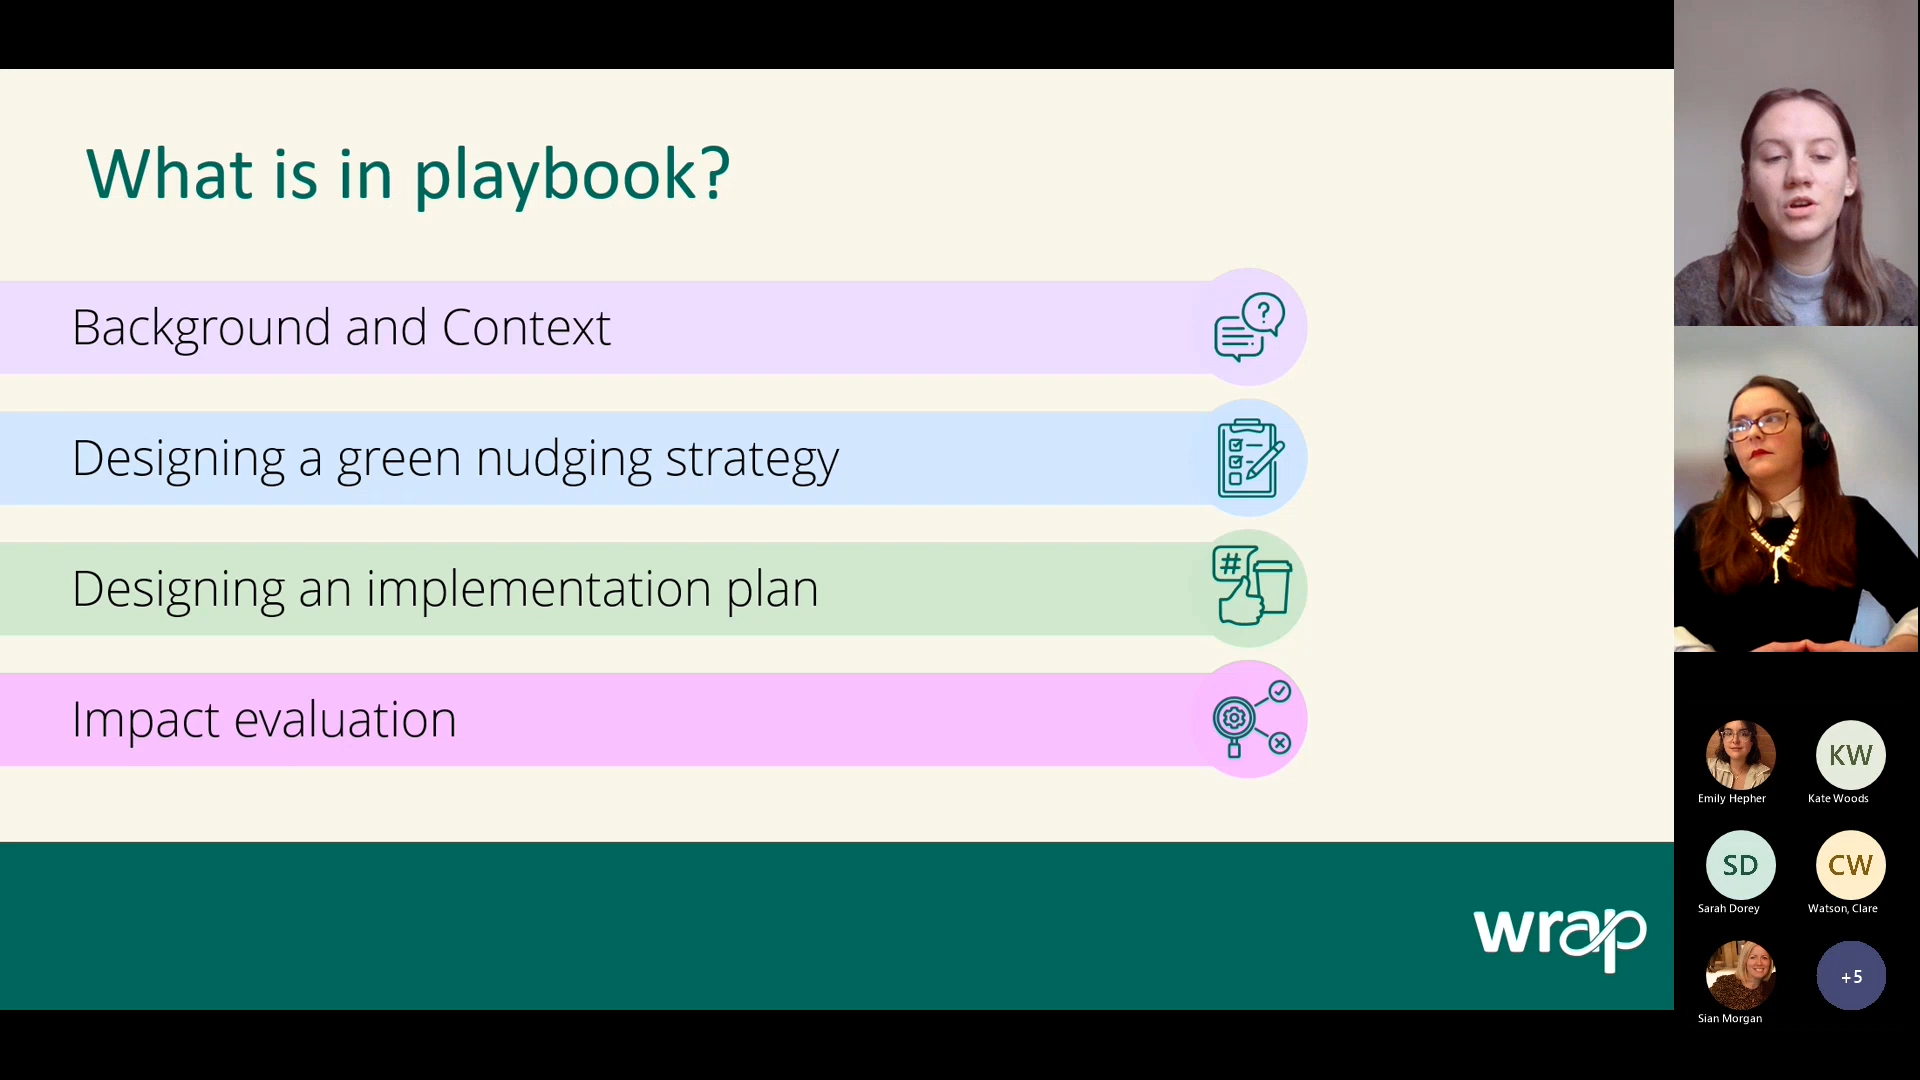 What is in playbook?
Background and Context
?
Designing a green nudging strategy
Designing an implementation plan
#
Impact evaluation
wrap
KW
Emily Hepher
Kate Woods
SD
CW
Sarah Dorey
Watson, Clare
+5
Sian Morgan